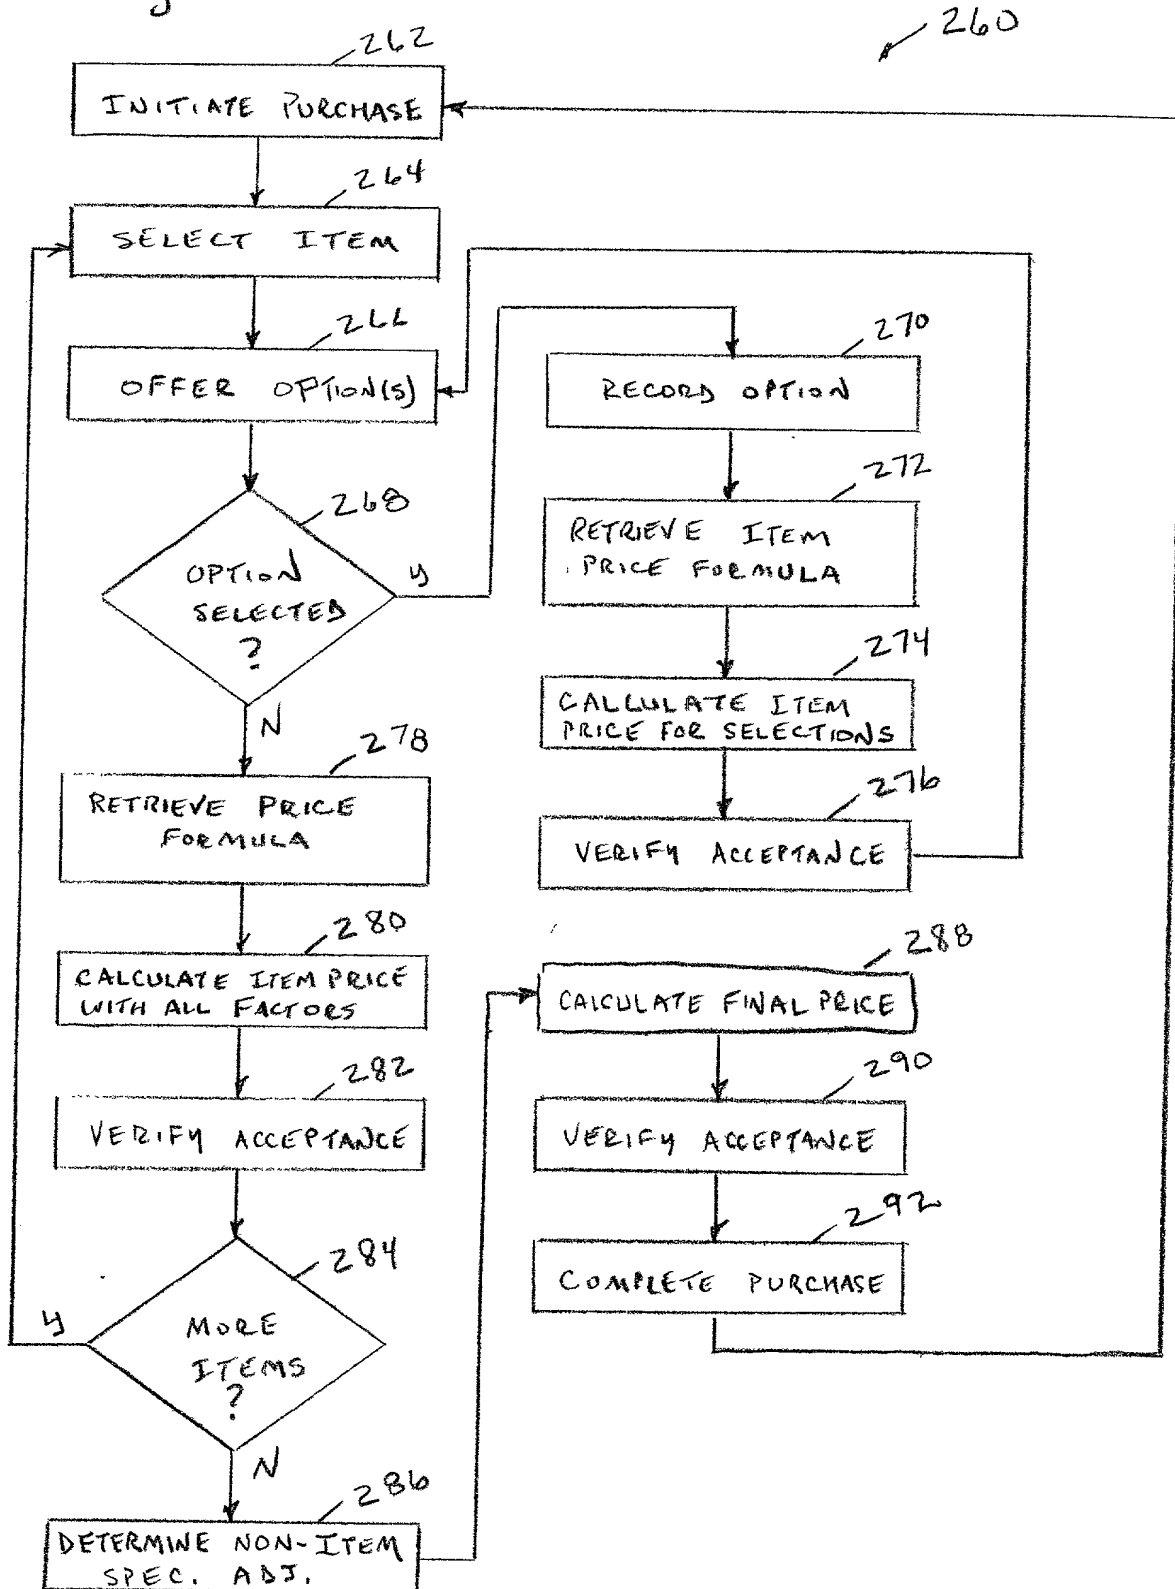 260
262
INITIATE PURCHASE
264
SELECT ITEM
266
OFFER OPTION(S)
268
OPTION
SELECTED
?
Y
N
270
RECORD OPTION
272
RETRIEVE ITEM
PRICE FORMULA
274
CALCULATE ITEM
PRICE FOR SELECTIONS
276
VERIFY ACCEPTANCE
278
RETRIEVE PRICE
FORMULA
280
CALCULATE ITEM PRICE
WITH ALL FACTORS
282
VERIFY ACCEPTANCE
284
MORE
ITEMS
?
Y
N
286
DETERMINE NON-ITEM
SPEC. ADJ.
288
CALCULATE FINAL PRICE
290
VERIFY ACCEPTANCE
292
COMPLETE PURCHASE